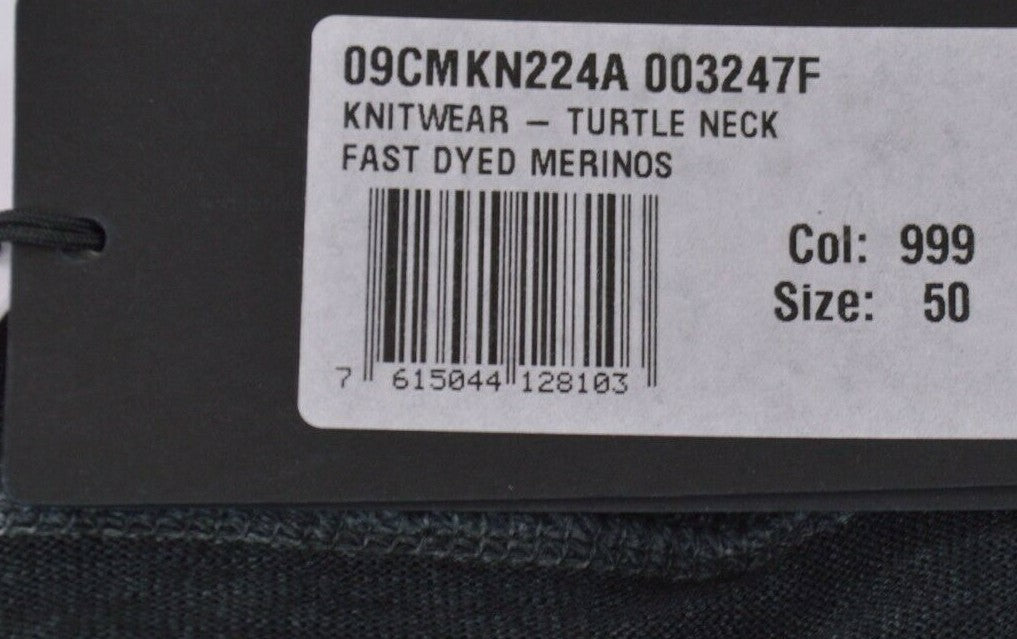 09CMKN224A 003247F
KNITWEAR – TURTLE NECK
FAST DYED MERINOS
Col: 999
Size: 50
7 615044 128103